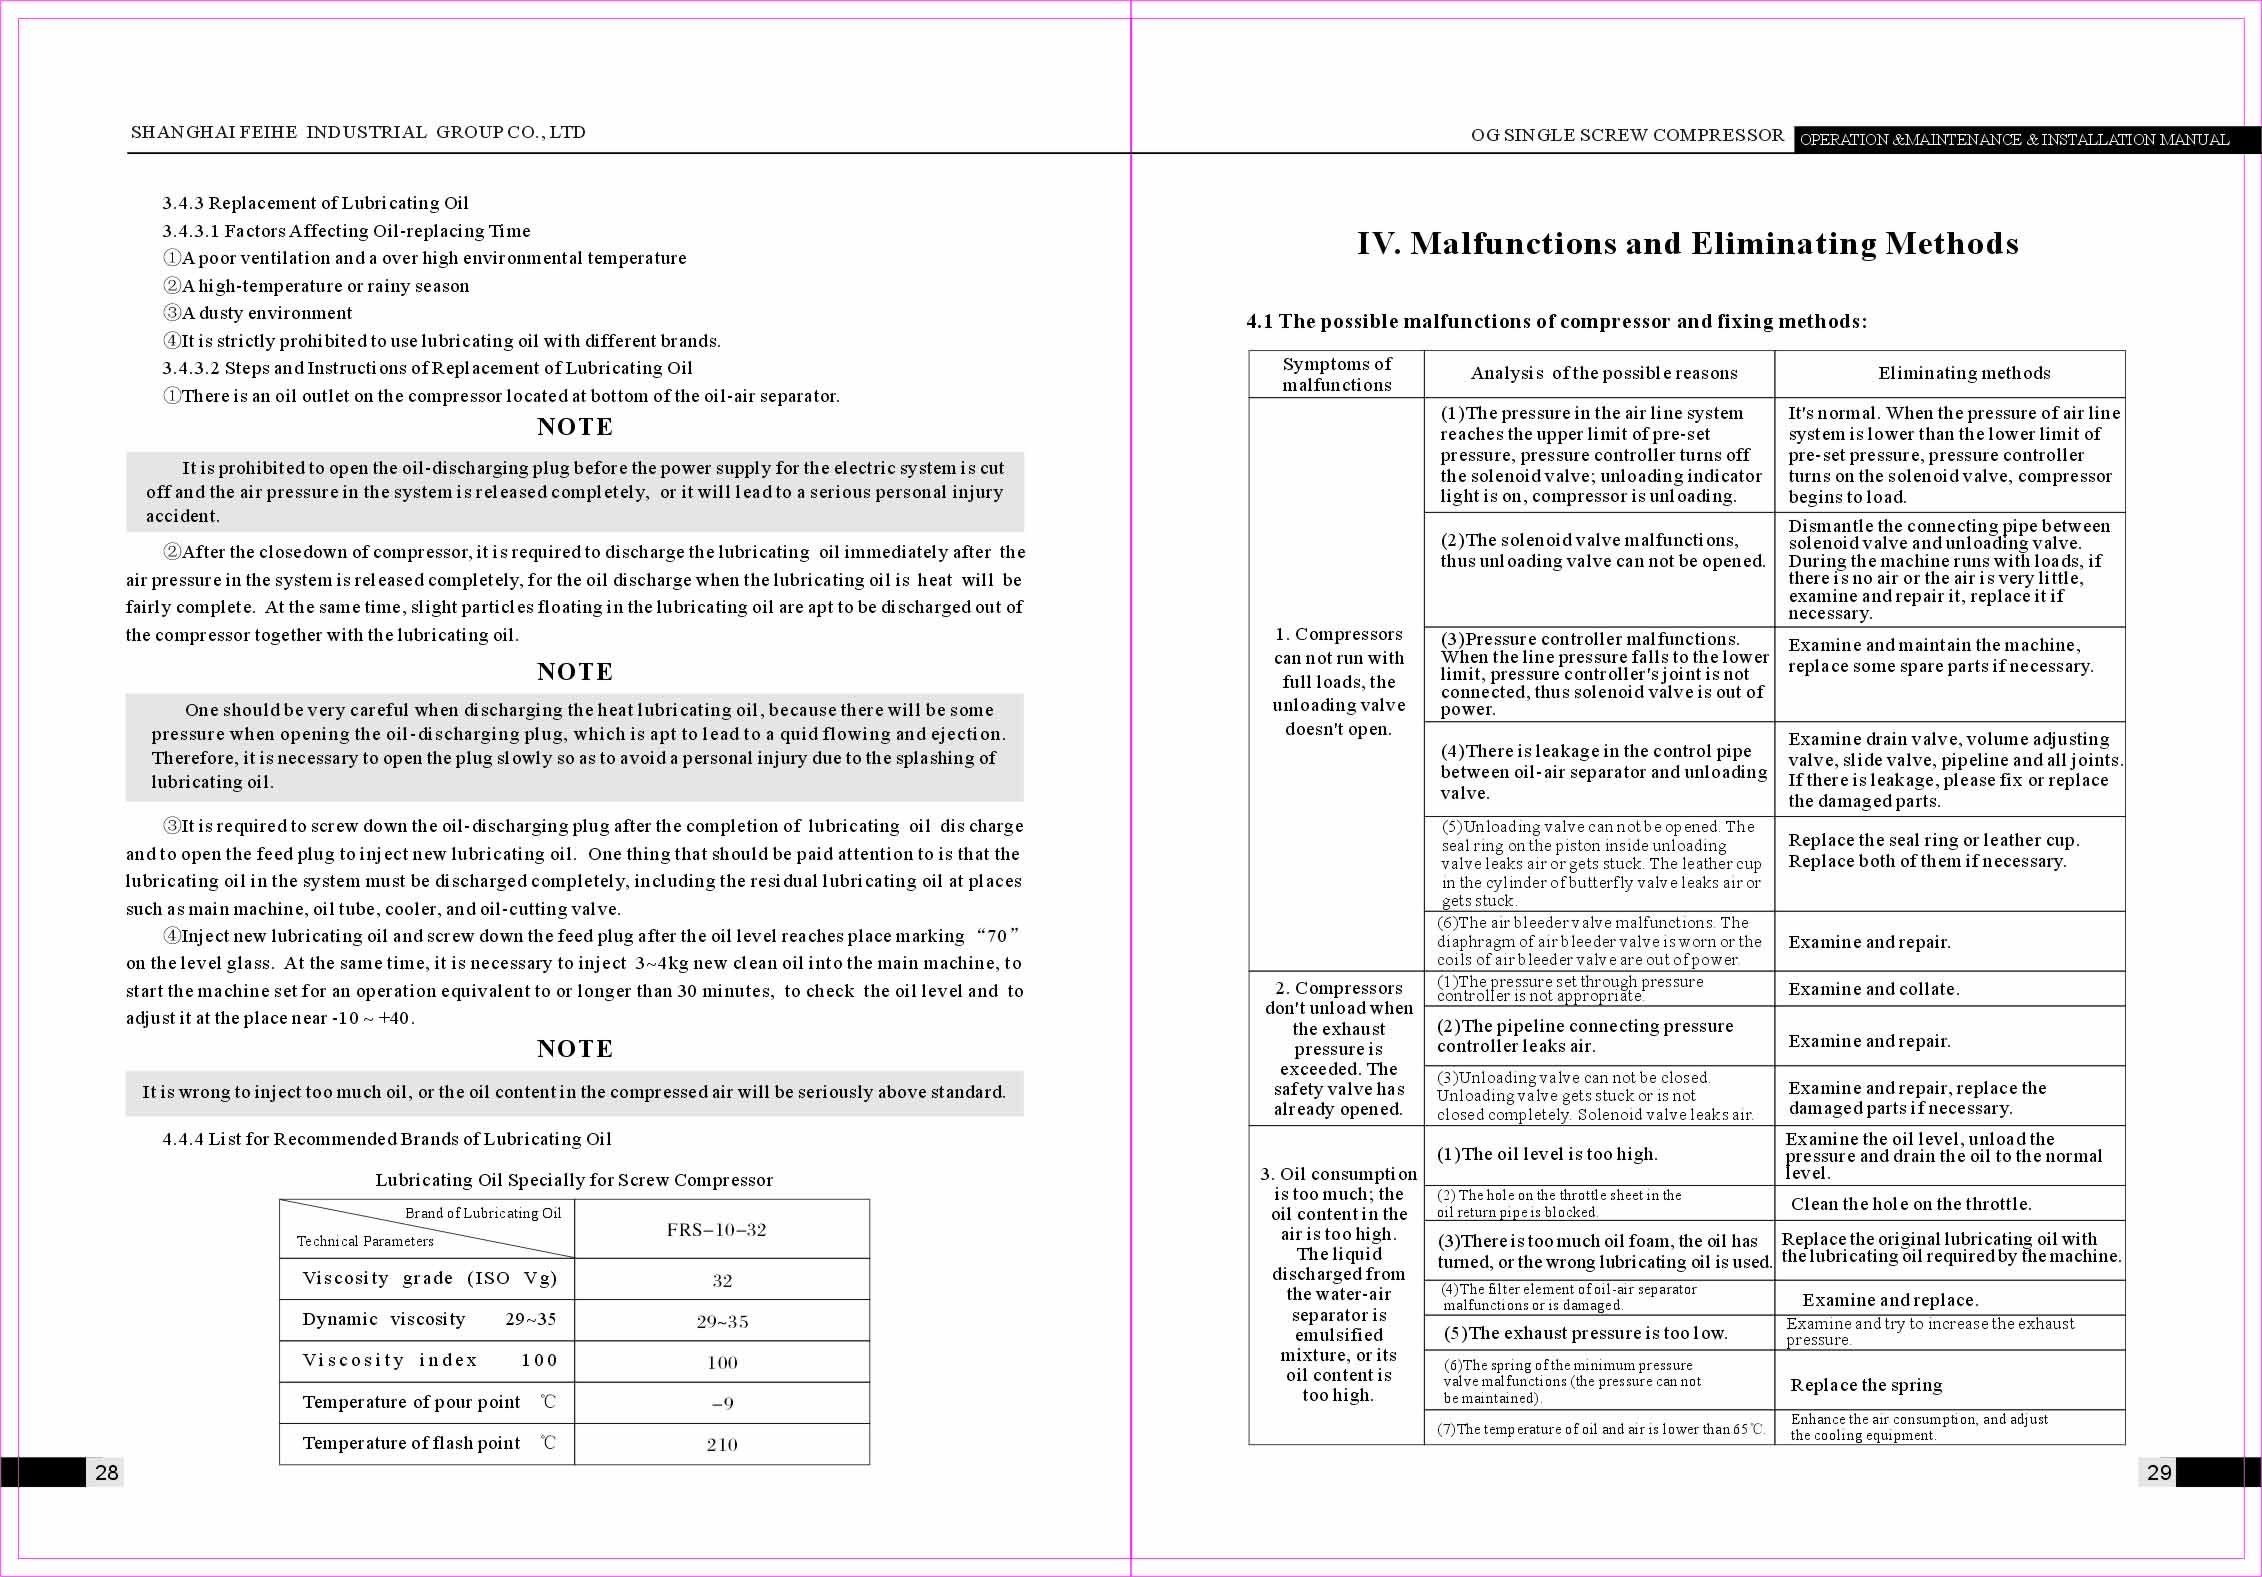 SHANGHAI FEIHE INDUSTRIAL GROUP CO., LTD
3.4.3 Replacement of Lubricating Oil
3.4.3.1 Factors Affecting Oil-replacing Time
①A poor ventilation and a over high environmental temperature
②A high-temperature or rainy season
③A dusty environment
④It is strictly prohibited to use lubricating oil with different brands.
3.4.3.2 Steps and Instructions of Replacement of Lubricating Oil
①There is an oil outlet on the compressor located at bottom of the oil-air separator.
NOTE
It is prohibited to open the oil-discharging plug before the power supply for the electric system is cut
off and the air pressure in the system is released completely, or it will lead to a serious personal injury
accident.
②After the closedown of compressor, it is required to discharge the lubricating oil immediately after the
air pressure in the system is released completely, for the oil discharge when the lubricating oil is heat will be
fairly complete. At the same time, slight particles floating in the lubricating oil are apt to be discharged out of
the compressor together with the lubricating oil.
NOTE
One should be very careful when discharging the heat lubricating oil, because there will be some
pressure when opening the oil-discharging plug, which is apt to lead to a quid flowing and ejection.
Therefore, it is necessary to open the plug slowly so as to avoid a personal injury due to the splashing of
lubricating oil.
③It is required to screw down the oil-discharging plug after the completion of lubricating oil dis charge
and to open the feed plug to inject new lubricating oil. One thing that should be paid attention to is that the
lubricating oil in the system must be discharged completely, including the residual lubricating oil at places
such as main machine, oil tube, cooler, and oil-cutting valve.
④Inject new lubricating oil and screw down the feed plug after the oil level reaches place marking “70”
on the level glass. At the same time, it is necessary to inject 3~4kg new clean oil into the main machine, to
start the machine set for an operation equivalent to or longer than 30 minutes, to check the oil level and to
adjust it at the place near -10 ~ +40.
NOTE
It is wrong to inject too much oil, or the oil content in the compressed air will be seriously above standard.
4.4.4 List for Recommended Brands of Lubricating Oil
Lubricating Oil Specially for Screw Compressor
Brand of Lubricating Oil
Technical Parameters
FRS-10-32
Viscosity grade (ISO Vg) 32
Dynamic viscosity 29~35 29~35
Viscosity index 100 100
Temperature of pour point ℃ -9
Temperature of flash point ℃ 210
28
OG SINGLE SCREW COMPRESSOR OPERATION &MAINTENANCE & INSTALLATION MANUAL
IV. Malfunctions and Eliminating Methods
4.1 The possible malfunctions of compressor and fixing methods:
Symptoms of
malfunctions
Analysis of the possible reasons
Eliminating methods
1. Compressors
can not run with
full loads, the
unloading valve
doesn't open.
(1)The pressure in the air line system
reaches the upper limit of pre-set
pressure, pressure controller turns off
the solenoid valve; unloading indicator
light is on, compressor is unloading.
It's normal. When the pressure of air line
system is lower than the lower limit of
pre-set pressure, pressure controller
turns on the solenoid valve, compressor
begins to load.
(2)The solenoid valve malfunctions,
thus unloading valve can not be opened.
Dismantle the connecting pipe between
solenoid valve and unloading valve.
During the machine runs with loads, if
there is no air or the air is very little,
examine and repair it, replace it if
necessary.
(3)Pressure controller malfunctions.
When the line pressure falls to the lower
limit, pressure controller's joint is not
connected, thus solenoid valve is out of
power.
Examine and maintain the machine,
replace some spare parts if necessary.
(4)There is leakage in the control pipe
between oil-air separator and unloading
valve.
Examine drain valve, volume adjusting
valve, slide valve, pipeline and all joints.
If there is leakage, please fix or replace
the damaged parts.
(5)Unloading valve can not be opened. The
seal ring on the piston inside unloading
valve leaks air or gets stuck. The leather cup
in the cylinder of butterfly valve leaks air or
gets stuck.
Replace the seal ring or leather cup.
Replace both of them if necessary.
(6)The air bleeder valve malfunctions. The
diaphragm of air bleeder valve is worn or the
coils of air bleeder valve are out of power.
Examine and repair.
2. Compressors
don't unload when
the exhaust
pressure is
exceeded. The
safety valve has
already opened.
(1)The pressure set through pressure
controller is not appropriate.
Examine and collate.
(2)The pipeline connecting pressure
controller leaks air.
Examine and repair.
(3)Unloading valve can not be closed.
Unloading valve gets stuck or is not
closed completely. Solenoid valve leaks air.
Examine and repair, replace the
damaged parts if necessary.
3. Oil consumption
is too much; the
oil content in the
air is too high.
The liquid
discharged from
the water-air
separator is
emulsified
mixture, or its
oil content is
too high.
(1)The oil level is too high.
Examine the oil level, unload the
pressure and drain the oil to the normal
level.
(2) The hole on the throttle sheet in the
oil return pipe is blocked.
Clean the hole on the throttle.
(3)There is too much oil foam, the oil has
turned, or the wrong lubricating oil is used.
Replace the original lubricating oil with
the lubricating oil required by the machine.
(4)The filter element of oil-air separator
malfunctions or is damaged.
Examine and replace.
(5)The exhaust pressure is too low.
Examine and try to increase the exhaust
pressure.
(6)The spring of the minimum pressure
valve malfunctions (the pressure can not
be maintained).
Replace the spring
(7)The temperature of oil and air is lower than 65℃.
Enhance the air consumption, and adjust
the cooling equipment.
29